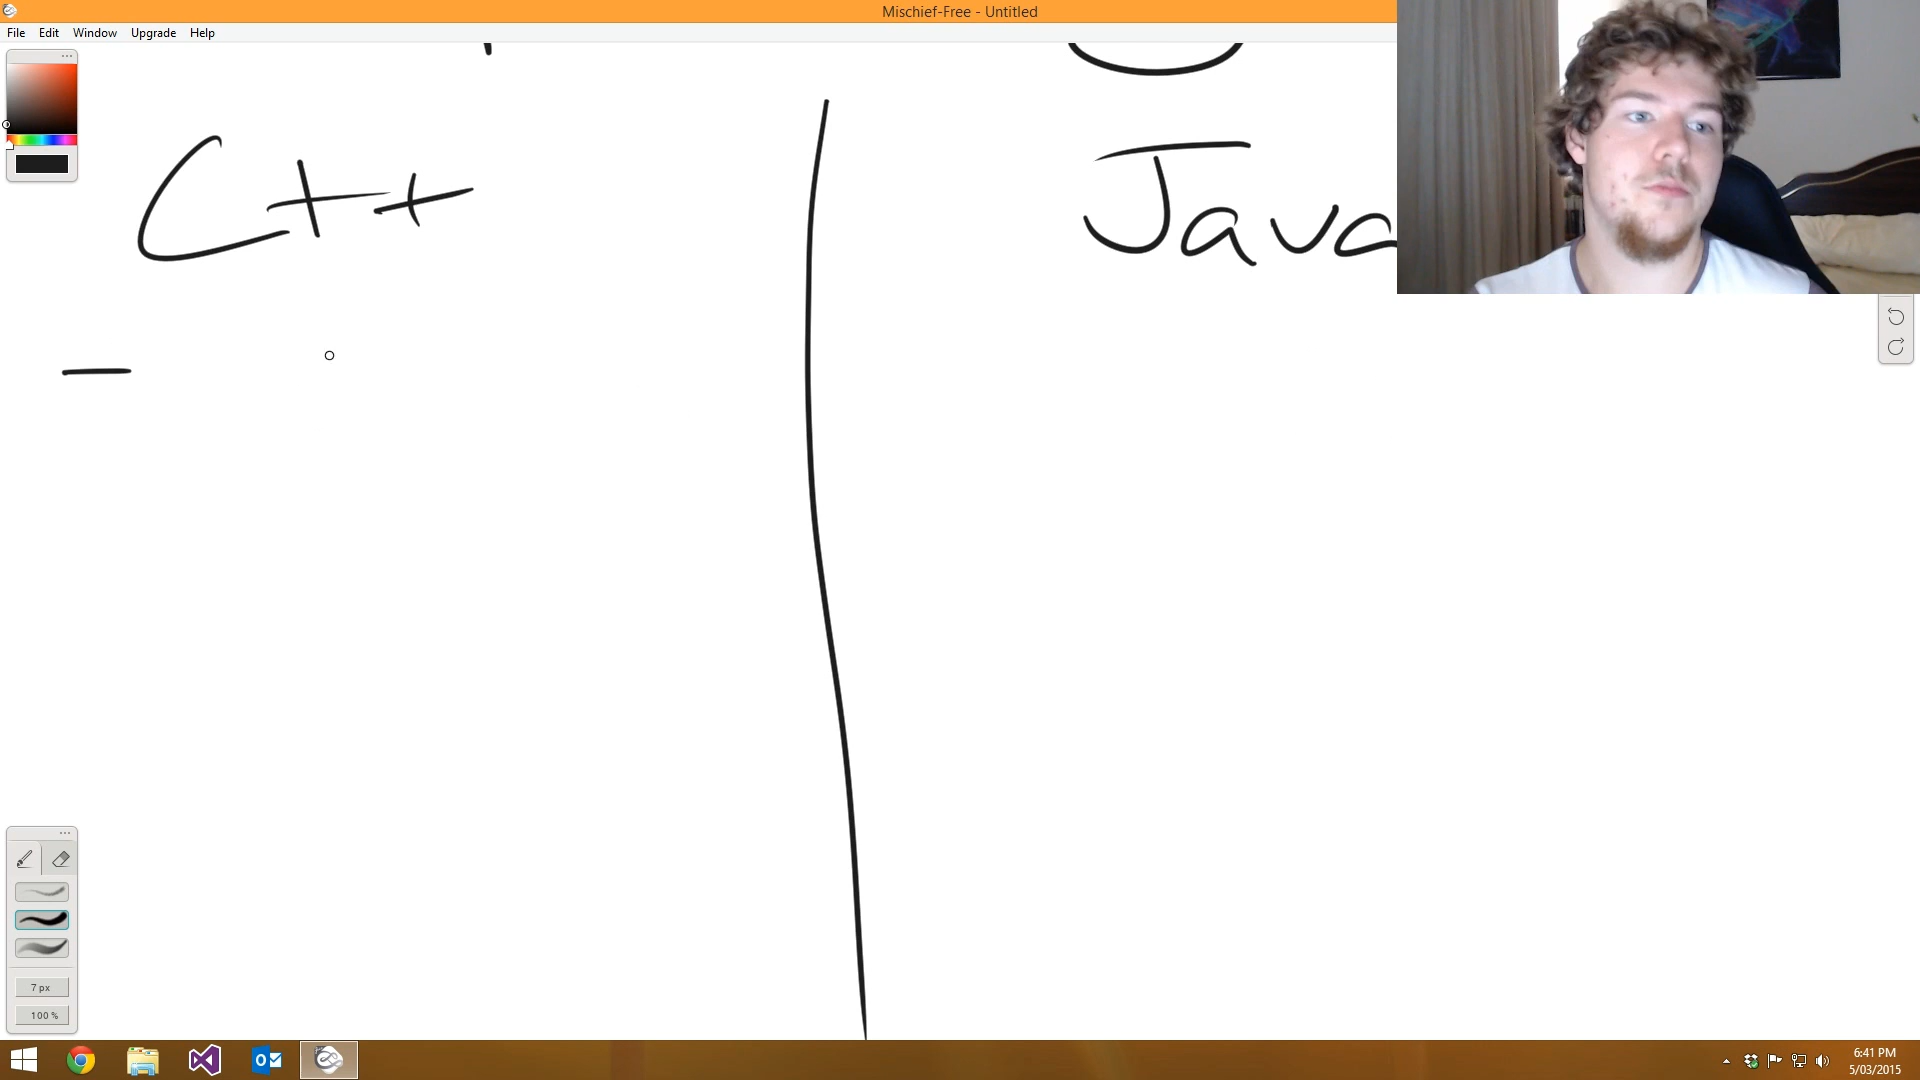 Mischief-Free - Untitled
File Edit Window Upgrade Help
C++
Java
7 px
100 %
6:41 PM
5/03/2015